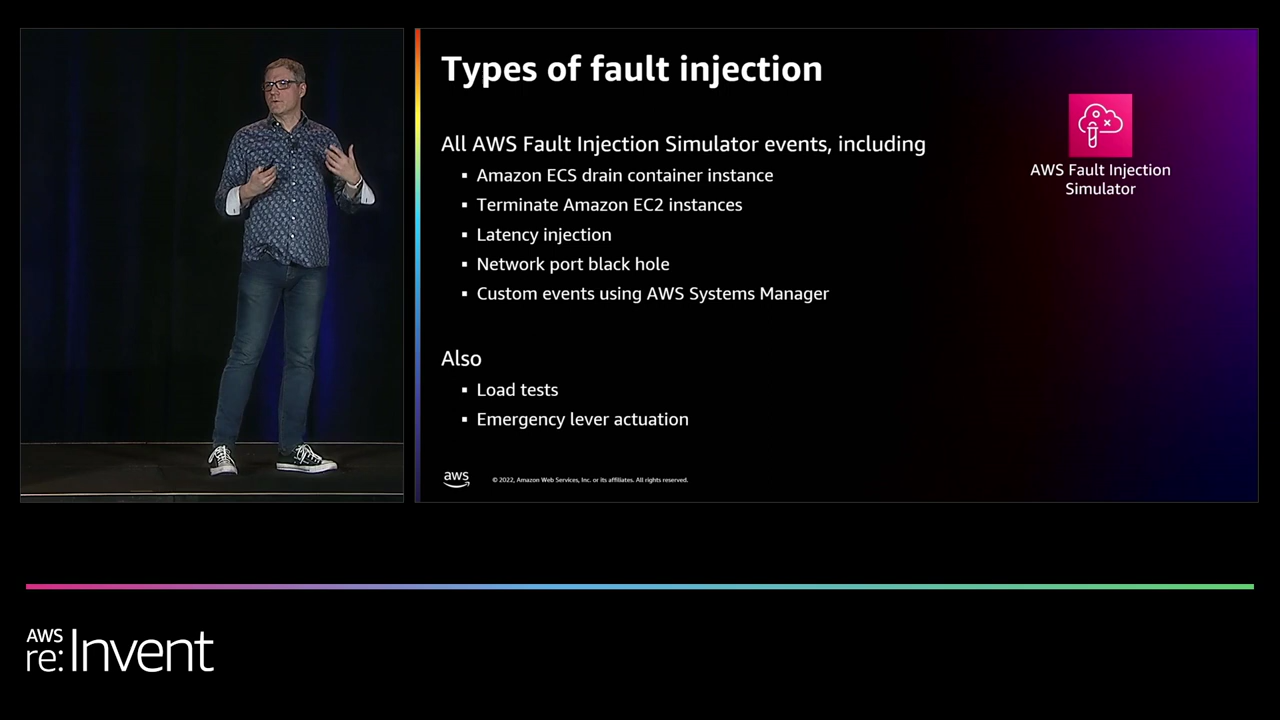 Types of fault injection
All AWS Fault Injection Simulator events, including
▪ Amazon ECS drain container instance
▪ Terminate Amazon EC2 instances
▪ Latency injection
▪ Network port black hole
▪ Custom events using AWS Systems Manager
Also
▪ Load tests
▪ Emergency lever actuation
AWS Fault Injection
Simulator
aws
© 2022, Amazon Web Services, Inc. or its affiliates. All rights reserved.
AWS
re:Invent